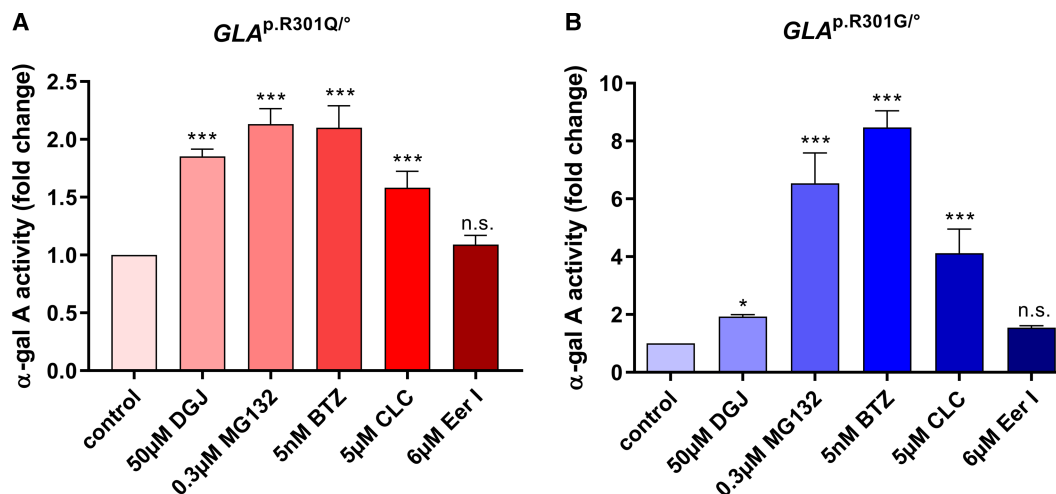 A
GLA p.R301Q/°
α-gal A activity (fold change)
2.5
2.0
1.5
1.0
0.5
0.0
***
***
***
***
n.s.
control
50µM DGJ
0.3µM MG132
5nM BTZ
5µM CLC
6µM Eer I
B
GLA p.R301G/°
α-gal A activity (fold change)
10
8
6
4
2
0
*
***
***
***
n.s.
control
50µM DGJ
0.3µM MG132
5nM BTZ
5µM CLC
6µM Eer I